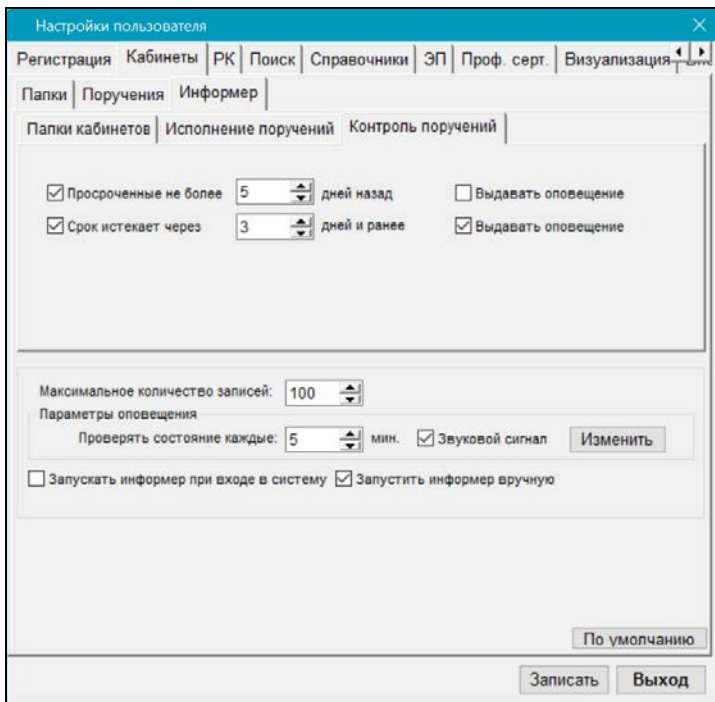 Настройки пользователя
Регистрация Кабинеты РК Поиск Справочники ЭП Проф. серт. Визуализация
Папки Поручения Информер
Папки кабинетов Исполнение поручений Контроль поручений
Просроченные не более 5 дней назад Выдавать оповещение
Срок истекает через 3 дней и ранее Выдавать оповещение
Максимальное количество записей: 100
Параметры оповещения
Проверять состояние каждые: 5 мин. Звуковой сигнал Изменить
Запускать информер при входе в систему Запустить информер вручную
По умолчанию
Записать Выход